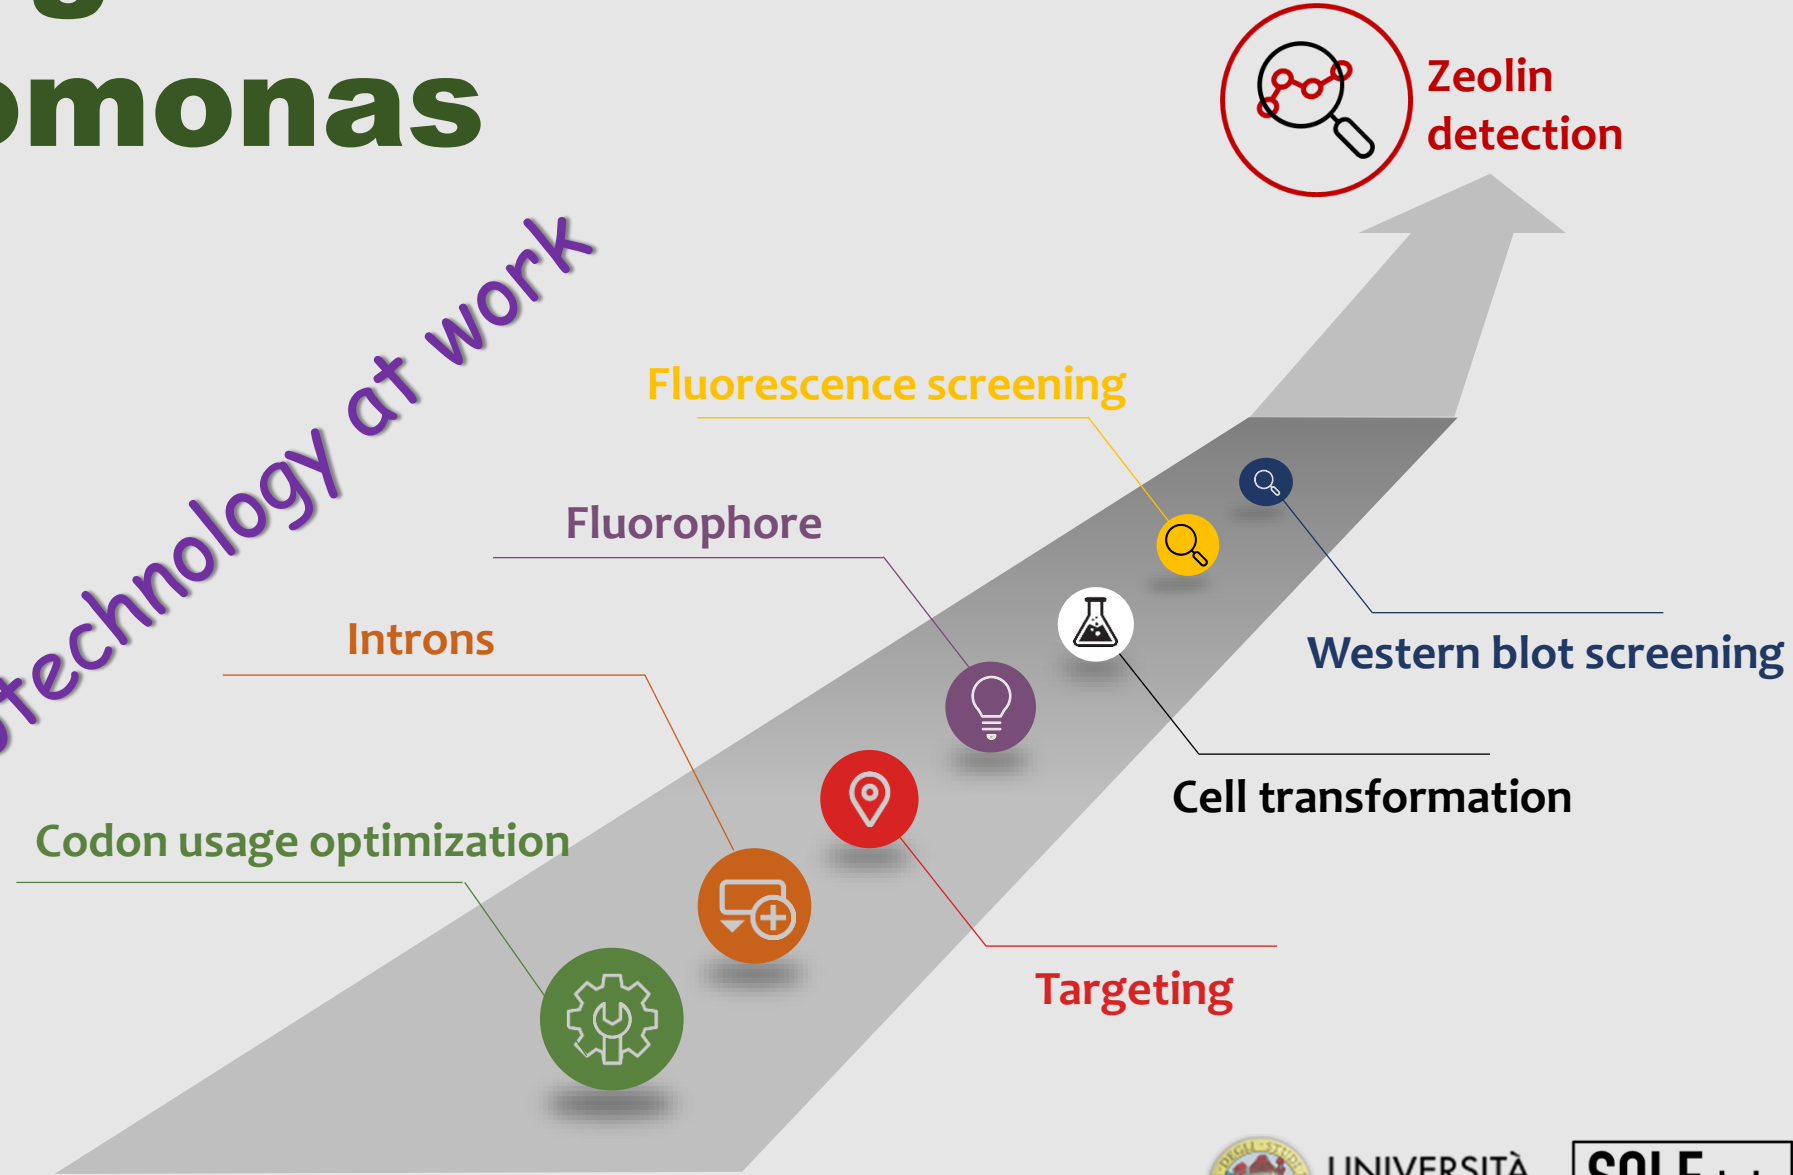 omonas
Zeolin
detection
technology at work
Fluorescence screening
Fluorophore
Introns
Western blot screening
Cell transformation
Codon usage optimization
Targeting
UNIVERSITÀ